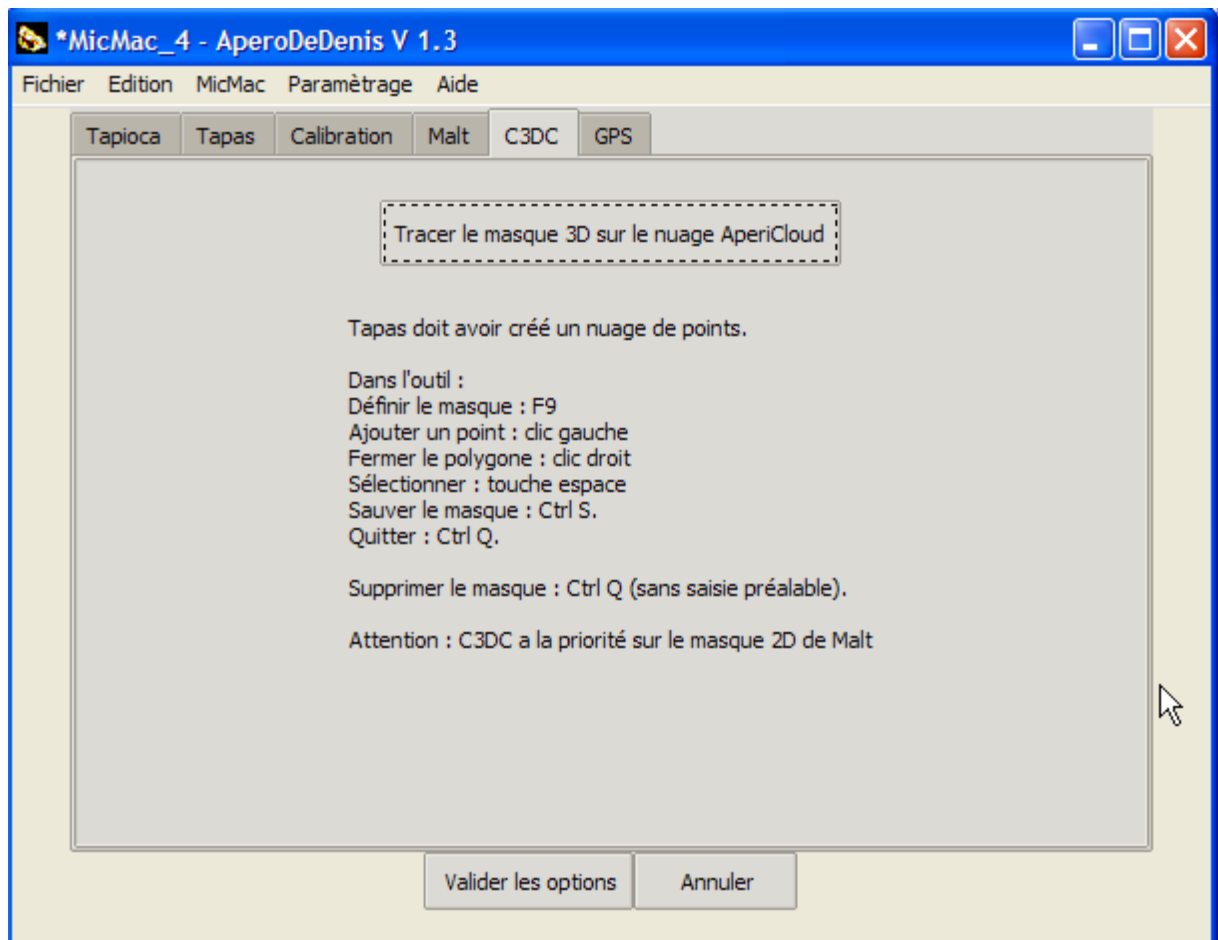 *MicMac_4 - AperoDeDenis V 1.3
Fichier Edition MicMac Paramètrage Aide
Tapioca Tapas Calibration Malt C3DC GPS
Tracer le masque 3D sur le nuage AperiCloud
Tapas doit avoir créé un nuage de points.
Dans l'outil :
Définir le masque : F9
Ajouter un point : clic gauche
Fermer le polygone : clic droit
Sélectionner : touche espace
Sauver le masque : Ctrl S.
Quitter : Ctrl Q.
Supprimer le masque : Ctrl Q (sans saisie préalable).
Attention : C3DC a la priorité sur le masque 2D de Malt
Valider les options Annuler